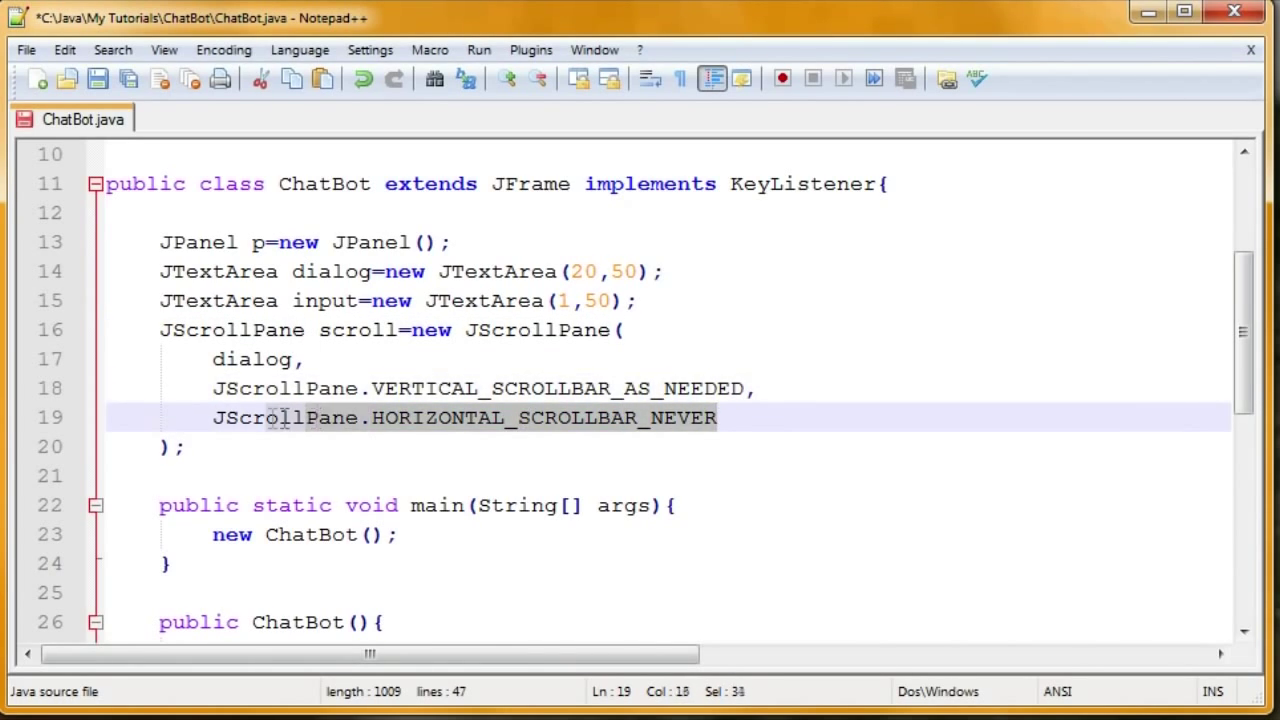 *C:\Java\My Tutorials\ChatBot\ChatBot.java - Notepad++
File Edit Search View Encoding Language Settings Macro Run Plugins Window ? X
ChatBot.java
10
11 public class ChatBot extends JFrame implements KeyListener{
12
13 JPanel p=new JPanel();
14 JTextArea dialog=new JTextArea(20,50);
15 JTextArea input=new JTextArea(1,50);
16 JScrollPane scroll=new JScrollPane(
17 dialog,
18 JScrollPane.VERTICAL_SCROLLBAR_AS_NEEDED,
19 JScrollPane.HORIZONTAL_SCROLLBAR_NEVER
20 );
21
22 public static void main(String[] args){
23 new ChatBot();
24 }
25
26 public ChatBot(){
Java source file length : 1009 lines : 47 Ln : 19 Col : Sel : Dos\Windows ANSI INS